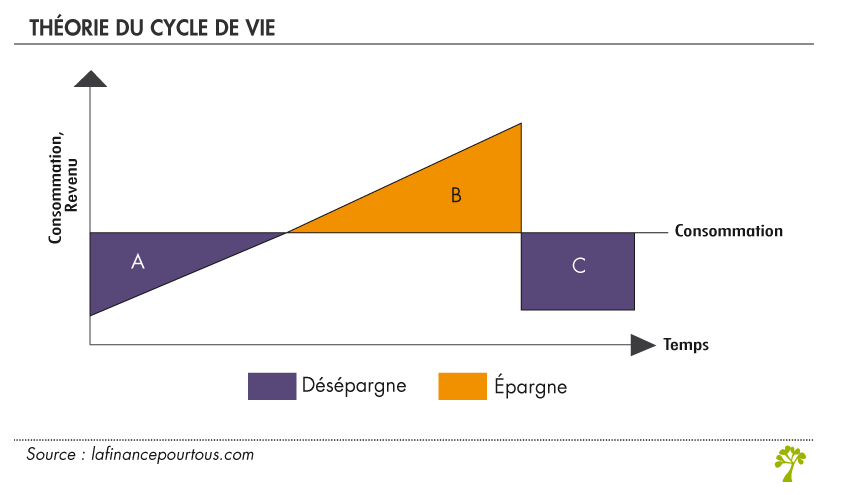 THÉORIE DU CYCLE DE VIE
Consommation,
Revenu
A
B
C
Consommation
Temps
Désépargne
Épargne
Source : lafinancepourtous.com